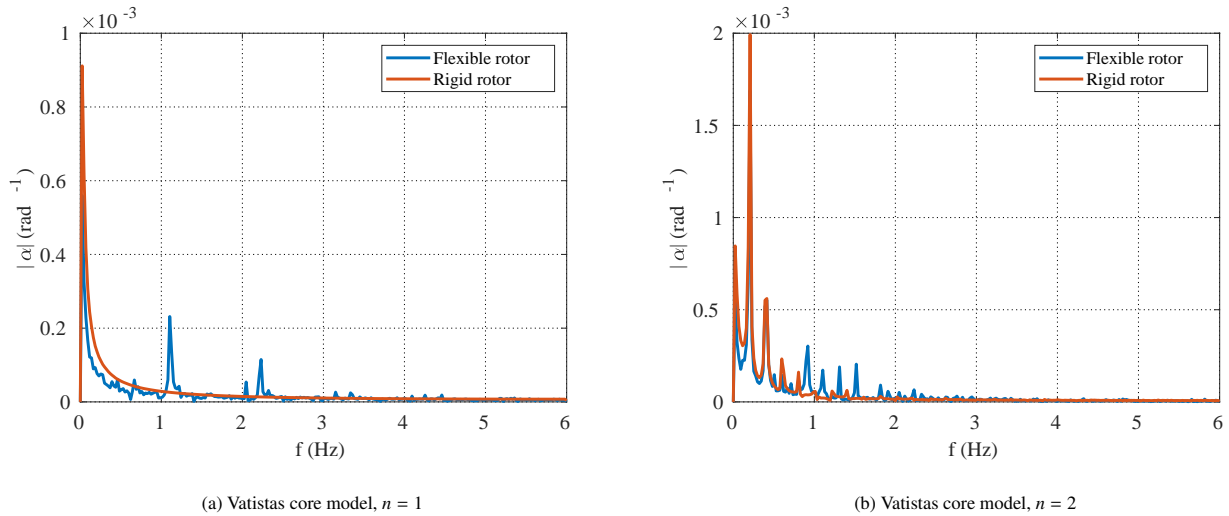 ×10 -3
1
0.8
0.6
0.4
0.2
0
|α| (rad -1)
0 1 2 3 4 5 6
f (Hz)
Flexible rotor
Rigid rotor
(a) Vatistas core model, n = 1
×10 -3
2
1.5
1
0.5
0
|α| (rad -1)
0 1 2 3 4 5 6
f (Hz)
Flexible rotor
Rigid rotor
(b) Vatistas core model, n = 2